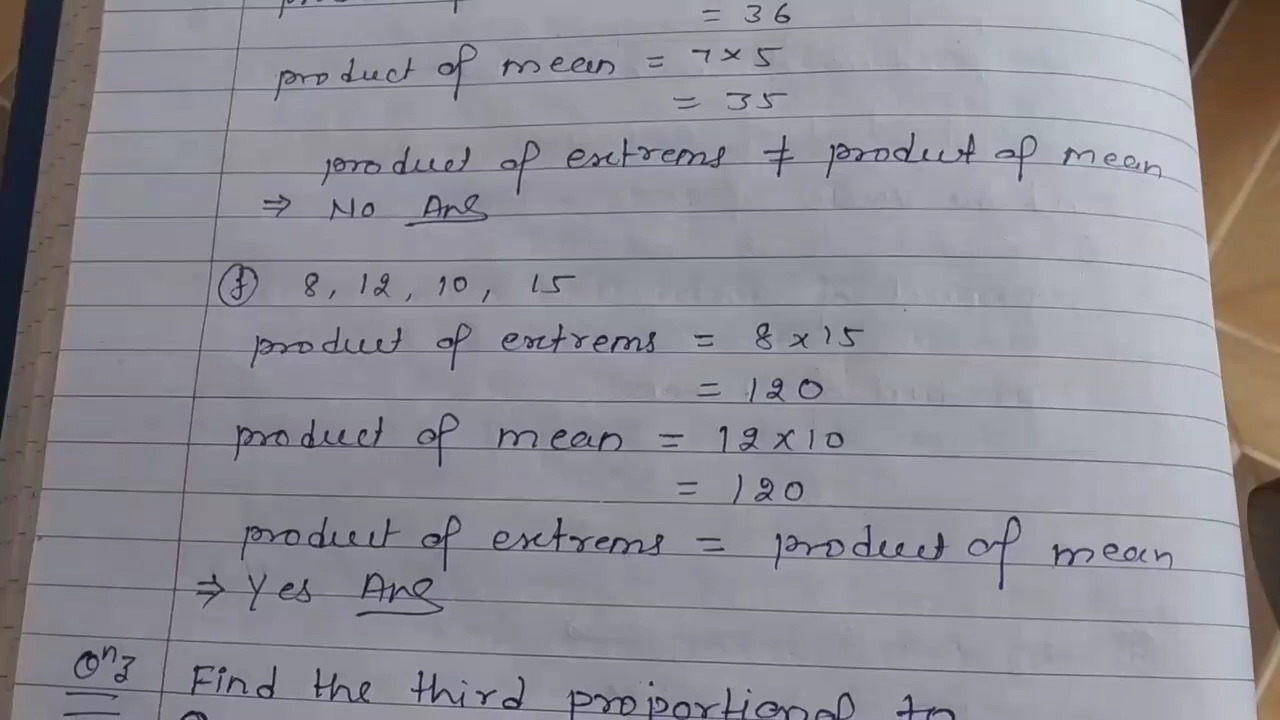 = 36
product of mean = 7×5
= 35
product of extrems ≠ product of mean
⇒ No Ans
(f) 8, 12, 10, 15
product of extrems = 8×15
= 120
product of mean = 12×10
= 120
product of extrems = product of mean
⇒ Yes Ans
Qn3 Find the third proportional to